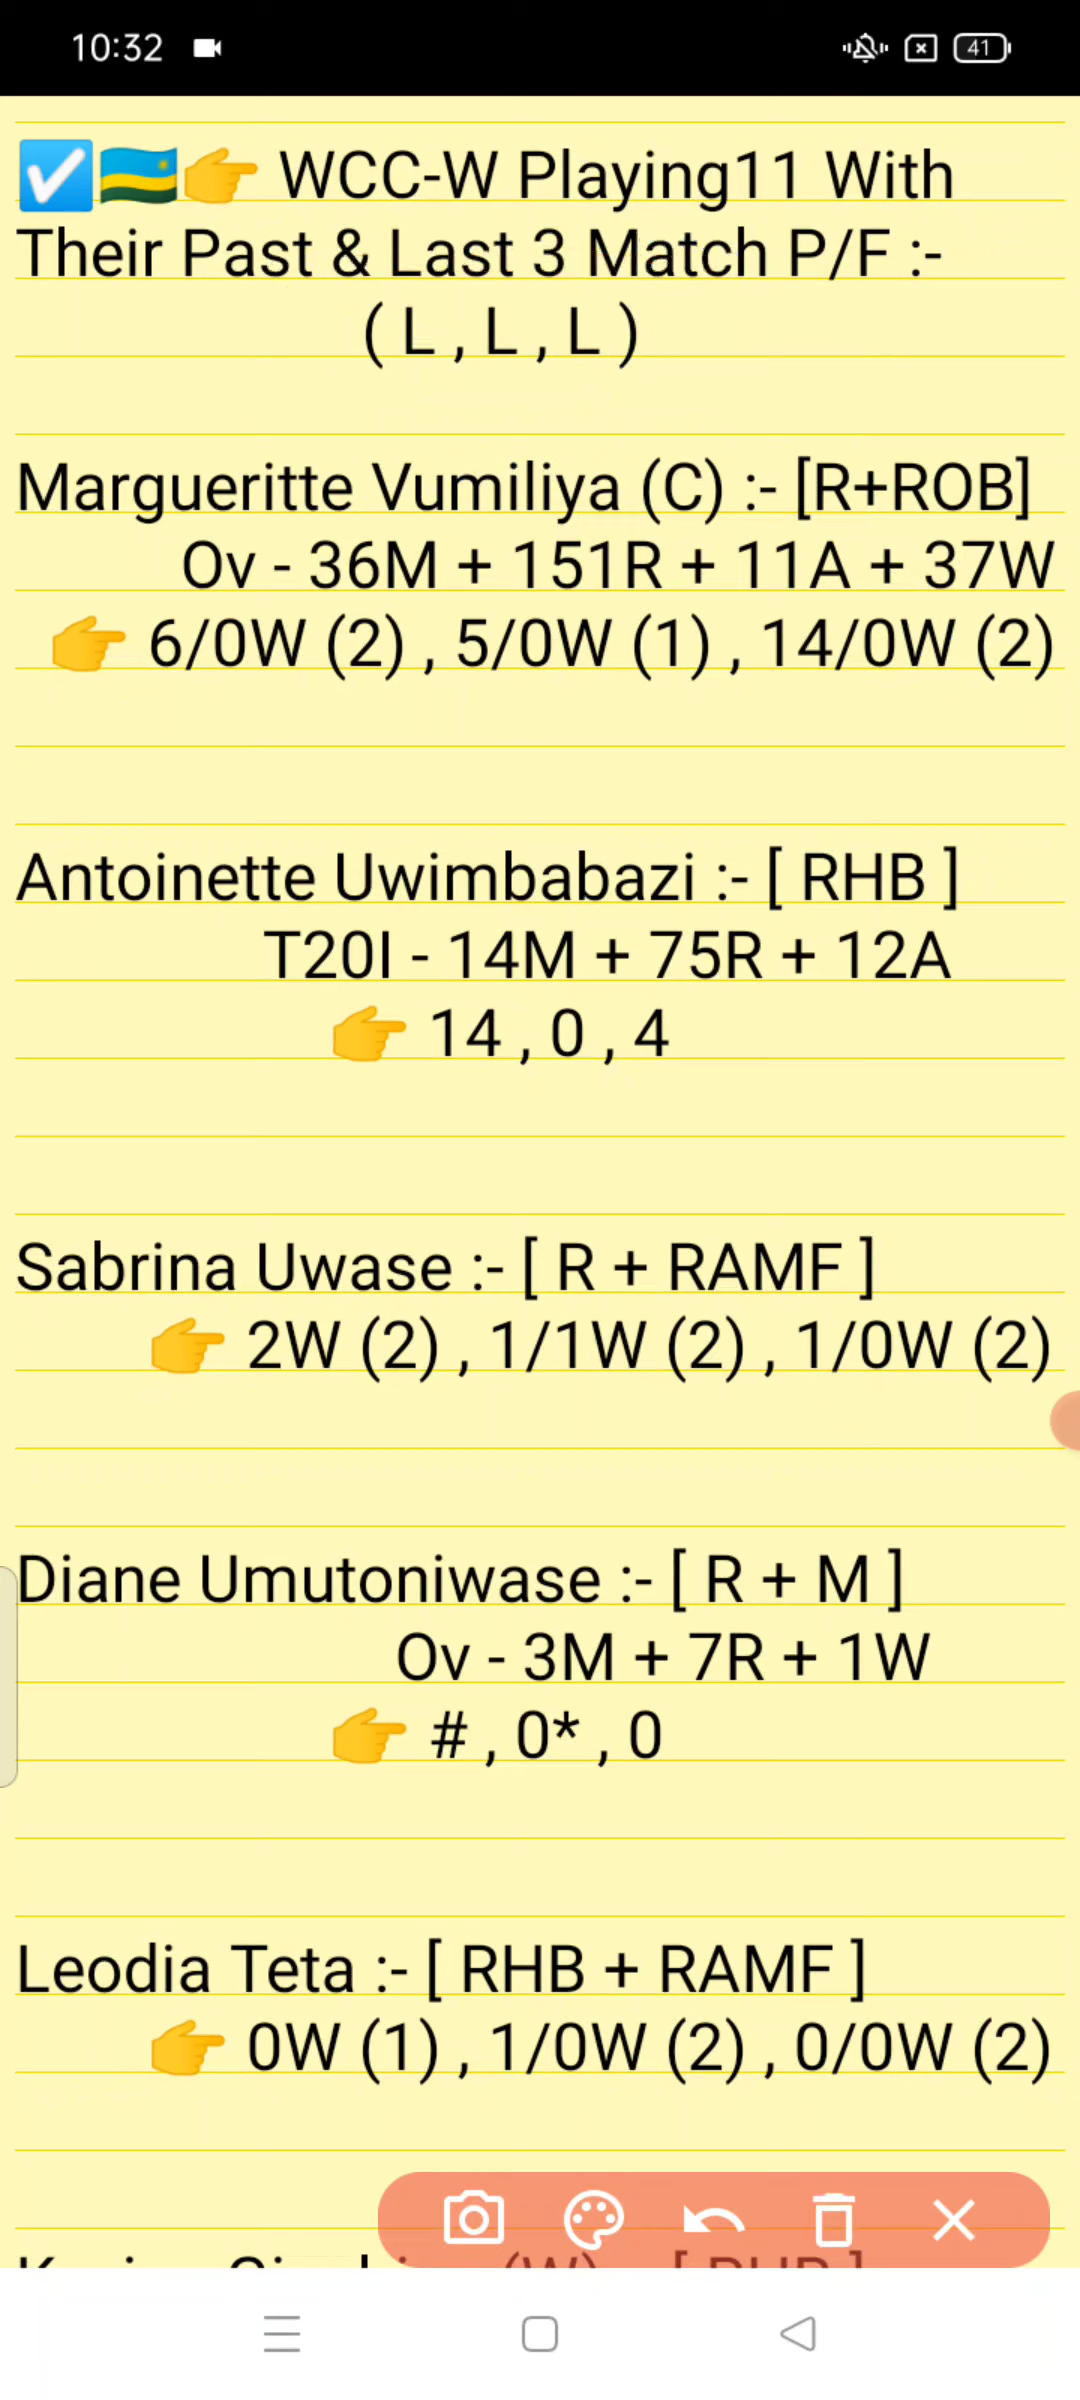 10:32
41
☑️🇷🇼👉 WCC-W Playing11 With
Their Past & Last 3 Match P/F :-
( L , L , L )
Margueritte Vumiliya (C) :- [R+ROB]
Ov - 36M + 151R + 11A + 37W
👉 6/0W (2) , 5/0W (1) , 14/0W (2)
Antoinette Uwimbabazi :- [ RHB ]
T20I - 14M + 75R + 12A
👉 14 , 0 , 4
Sabrina Uwase :- [ R + RAMF ]
👉 2W (2) , 1/1W (2) , 1/0W (2)
Diane Umutoniwase :- [ R + M ]
Ov - 3M + 7R + 1W
👉 # , 0* , 0
Leodia Teta :- [ RHB + RAMF ]
👉 0W (1) , 1/0W (2) , 0/0W (2)